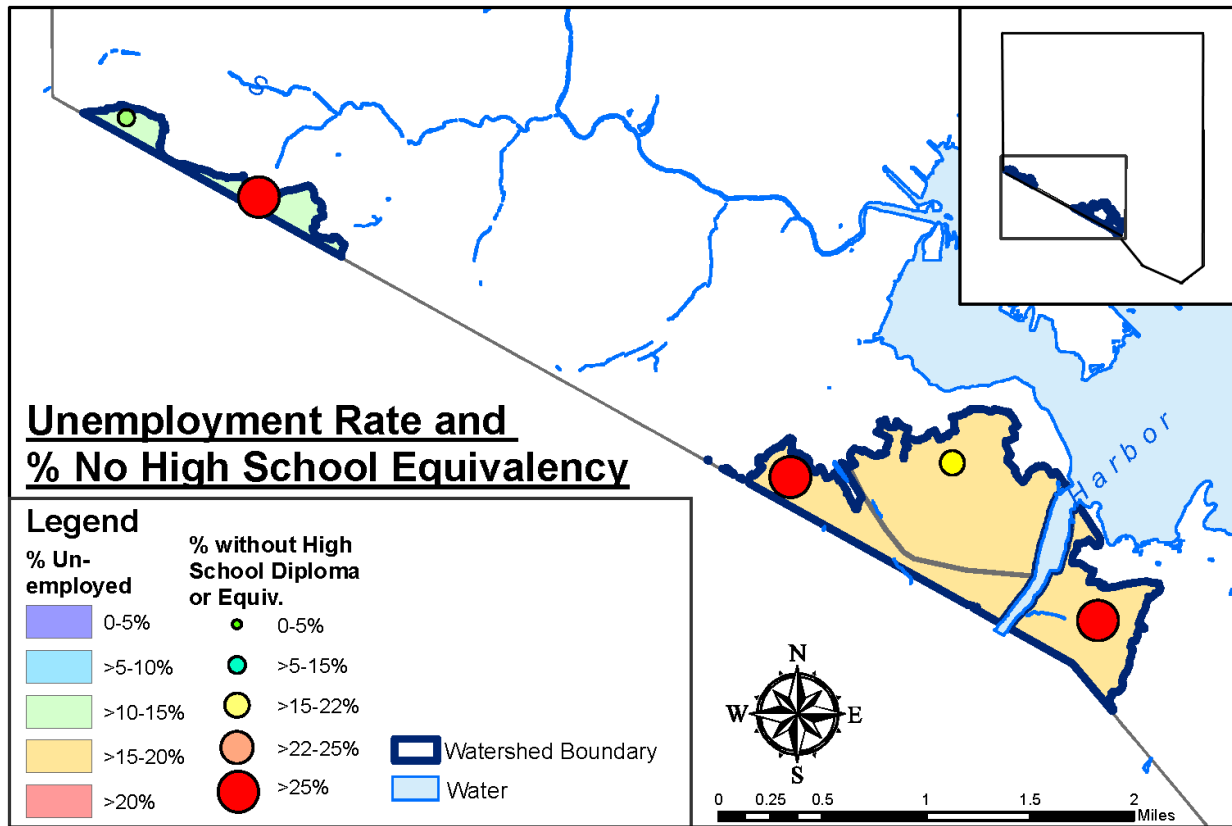 Harbor
Unemployment Rate and
% No High School Equivalency
Legend
% Un-
employed
0-5%
>5-10%
>10-15%
>15-20%
>20%
% without High
School Diploma
or Equiv.
0-5%
>5-15%
>15-22%
>22-25%
>25%
Watershed Boundary
Water
N
W E
S
0 0.25 0.5 1 1.5 2
Miles